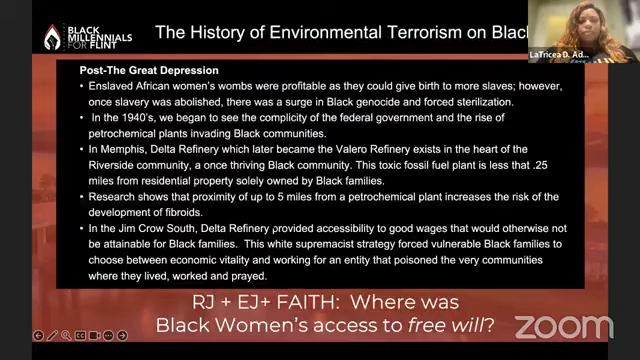 BLACK
MILLENNIALS
FOR FLINT
The History of Environmental Terrorism on Black
LaTricea D. Ad...
Post-The Great Depression
• Enslaved African women's wombs were profitable as they could give birth to more slaves; however,
once slavery was abolished, there was a surge in Black genocide and forced sterilization.
• In the 1940's, we began to see the complicity of the federal government and the rise of
petrochemical plants invading Black communities.
• In Memphis, Delta Refinery which later became the Valero Refinery exists in the heart of the
Riverside community, a once thriving Black community. This toxic fossil fuel plant is less that .25
miles from residential property solely owned by Black families.
• Research shows that proximity of up to 5 miles from a petrochemical plant increases the risk of the
development of fibroids.
• In the Jim Crow South, Delta Refinery provided accessibility to good wages that would otherwise not
be attainable for Black families. This white supremacist strategy forced vulnerable Black families to
choose between economic vitality and working for an entity that poisoned the very communities
where they lived, worked and prayed.
RJ + EJ+ FAITH: Where was
Black Women's access to free will?
zoom